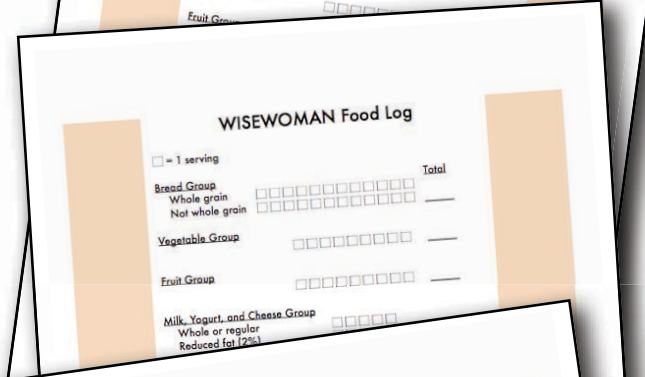 Fruit Group
WISEWOMAN Food Log
= 1 serving
Total
Bread Group
Whole grain
Not whole grain
Vegetable Group
Fruit Group
Milk, Yogurt, and Cheese Group
Whole or regular
Reduced fat (2%)